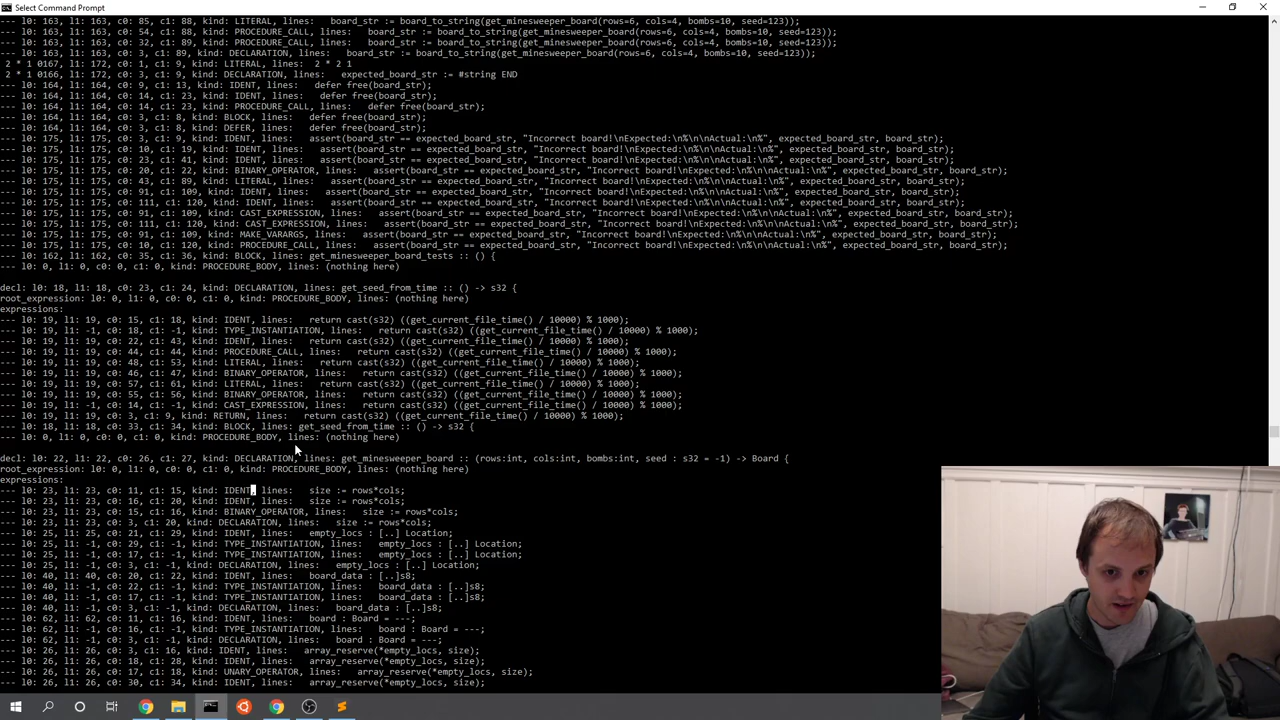 Select Command Prompt
--- l0: 163, l1: 163, c0: 85, c1: 88, kind: LITERAL, lines:   board_str := board_to_string(get_minesweeper_board(rows=6, cols=4, bombs=10, seed=123));
--- l0: 163, l1: 163, c0: 54, c1: 88, kind: PROCEDURE_CALL, lines:   board_str := board_to_string(get_minesweeper_board(rows=6, cols=4, bombs=10, seed=123));
--- l0: 163, l1: 163, c0: 32, c1: 89, kind: PROCEDURE_CALL, lines:   board_str := board_to_string(get_minesweeper_board(rows=6, cols=4, bombs=10, seed=123));
--- l0: 163, l1: 163, c0: 3, c1: 89, kind: DECLARATION, lines:   board_str := board_to_string(get_minesweeper_board(rows=6, cols=4, bombs=10, seed=123));
2 * 1 0167, l1: 172, c0: 1, c1: 9, kind: LITERAL, lines:  2 * 2 1
2 * 1 0166, l1: 172, c0: 3, c1: 9, kind: DECLARATION, lines:   expected_board_str := #string END
--- l0: 164, l1: 164, c0: 9, c1: 13, kind: IDENT, lines:   defer free(board_str);
--- l0: 164, l1: 164, c0: 14, c1: 23, kind: IDENT, lines:   defer free(board_str);
--- l0: 164, l1: 164, c0: 14, c1: 23, kind: PROCEDURE_CALL, lines:   defer free(board_str);
--- l0: 164, l1: 164, c0: 3, c1: 8, kind: BLOCK, lines:   defer free(board_str);
--- l0: 164, l1: 164, c0: 3, c1: 8, kind: DEFER, lines:   defer free(board_str);
--- l0: 175, l1: 175, c0: 3, c1: 9, kind: IDENT, lines:   assert(board_str == expected_board_str, "Incorrect board!\nExpected:\n%\n\nActual:\n%", expected_board_str, board_str);
--- l0: 175, l1: 175, c0: 10, c1: 19, kind: IDENT, lines:   assert(board_str == expected_board_str, "Incorrect board!\nExpected:\n%\n\nActual:\n%", expected_board_str, board_str);
--- l0: 175, l1: 175, c0: 23, c1: 41, kind: IDENT, lines:   assert(board_str == expected_board_str, "Incorrect board!\nExpected:\n%\n\nActual:\n%", expected_board_str, board_str);
--- l0: 175, l1: 175, c0: 20, c1: 22, kind: BINARY_OPERATOR, lines:   assert(board_str == expected_board_str, "Incorrect board!\nExpected:\n%\n\nActual:\n%", expected_board_str, board_str);
--- l0: 175, l1: 175, c0: 43, c1: 89, kind: LITERAL, lines:   assert(board_str == expected_board_str, "Incorrect board!\nExpected:\n%\n\nActual:\n%", expected_board_str, board_str);
--- l0: 175, l1: 175, c0: 91, c1: 109, kind: IDENT, lines:   assert(board_str == expected_board_str, "Incorrect board!\nExpected:\n%\n\nActual:\n%", expected_board_str, board_str);
--- l0: 175, l1: 175, c0: 111, c1: 120, kind: IDENT, lines:   assert(board_str == expected_board_str, "Incorrect board!\nExpected:\n%\n\nActual:\n%", expected_board_str, board_str);
--- l0: 175, l1: 175, c0: 91, c1: 109, kind: CAST_EXPRESSION, lines:   assert(board_str == expected_board_str, "Incorrect board!\nExpected:\n%\n\nActual:\n%", expected_board_str, board_str);
--- l0: 175, l1: 175, c0: 111, c1: 120, kind: CAST_EXPRESSION, lines:   assert(board_str == expected_board_str, "Incorrect board!\nExpected:\n%\n\nActual:\n%", expected_board_str, board_str);
--- l0: 175, l1: 175, c0: 91, c1: 109, kind: MAKE_VARARGS, lines:   assert(board_str == expected_board_str, "Incorrect board!\nExpected:\n%\n\nActual:\n%", expected_board_str, board_str);
--- l0: 175, l1: 175, c0: 10, c1: 120, kind: PROCEDURE_CALL, lines:   assert(board_str == expected_board_str, "Incorrect board!\nExpected:\n%\n\nActual:\n%", expected_board_str, board_str);
--- l0: 162, l1: 162, c0: 35, c1: 36, kind: BLOCK, lines: get_minesweeper_board_tests :: () {
--- l0: 0, l1: 0, c0: 0, c1: 0, kind: PROCEDURE_BODY, lines: (nothing here)
decl: l0: 18, l1: 18, c0: 23, c1: 24, kind: DECLARATION, lines: get_seed_from_time :: () -> s32 {
root_expression: l0: 0, l1: 0, c0: 0, c1: 0, kind: PROCEDURE_BODY, lines: (nothing here)
expressions:
--- l0: 19, l1: 19, c0: 15, c1: 18, kind: IDENT, lines:   return cast(s32) ((get_current_file_time() / 10000) % 1000);
--- l0: 19, l1: -1, c0: 18, c1: -1, kind: TYPE_INSTANTIATION, lines:   return cast(s32) ((get_current_file_time() / 10000) % 1000);
--- l0: 19, l1: 19, c0: 22, c1: 43, kind: IDENT, lines:   return cast(s32) ((get_current_file_time() / 10000) % 1000);
--- l0: 19, l1: 19, c0: 44, c1: 44, kind: PROCEDURE_CALL, lines:   return cast(s32) ((get_current_file_time() / 10000) % 1000);
--- l0: 19, l1: 19, c0: 48, c1: 53, kind: LITERAL, lines:   return cast(s32) ((get_current_file_time() / 10000) % 1000);
--- l0: 19, l1: 19, c0: 46, c1: 47, kind: BINARY_OPERATOR, lines:   return cast(s32) ((get_current_file_time() / 10000) % 1000);
--- l0: 19, l1: 19, c0: 57, c1: 61, kind: LITERAL, lines:   return cast(s32) ((get_current_file_time() / 10000) % 1000);
--- l0: 19, l1: 19, c0: 55, c1: 56, kind: BINARY_OPERATOR, lines:   return cast(s32) ((get_current_file_time() / 10000) % 1000);
--- l0: 19, l1: -1, c0: 14, c1: -1, kind: CAST_EXPRESSION, lines:   return cast(s32) ((get_current_file_time() / 10000) % 1000);
--- l0: 19, l1: 19, c0: 3, c1: 9, kind: RETURN, lines:   return cast(s32) ((get_current_file_time() / 10000) % 1000);
--- l0: 18, l1: 18, c0: 33, c1: 34, kind: BLOCK, lines: get_seed_from_time :: () -> s32 {
--- l0: 0, l1: 0, c0: 0, c1: 0, kind: PROCEDURE_BODY, lines: (nothing here)
decl: l0: 22, l1: 22, c0: 26, c1: 27, kind: DECLARATION, lines: get_minesweeper_board :: (rows:int, cols:int, bombs:int, seed : s32 = -1) -> Board {
root_expression: l0: 0, l1: 0, c0: 0, c1: 0, kind: PROCEDURE_BODY, lines: (nothing here)
expressions:
--- l0: 23, l1: 23, c0: 11, c1: 15, kind: IDENT, lines:   size := rows*cols;
--- l0: 23, l1: 23, c0: 16, c1: 20, kind: IDENT, lines:   size := rows*cols;
--- l0: 23, l1: 23, c0: 15, c1: 16, kind: BINARY_OPERATOR, lines:   size := rows*cols;
--- l0: 23, l1: 23, c0: 3, c1: 20, kind: DECLARATION, lines:   size := rows*cols;
--- l0: 25, l1: 25, c0: 21, c1: 29, kind: IDENT, lines:   empty_locs : [..] Location;
--- l0: 25, l1: -1, c0: 29, c1: -1, kind: TYPE_INSTANTIATION, lines:   empty_locs : [..] Location;
--- l0: 25, l1: -1, c0: 17, c1: -1, kind: TYPE_INSTANTIATION, lines:   empty_locs : [..] Location;
--- l0: 25, l1: -1, c0: 3, c1: -1, kind: DECLARATION, lines:   empty_locs : [..] Location;
--- l0: 40, l1: 40, c0: 20, c1: 22, kind: IDENT, lines:   board_data : [..]s8;
--- l0: 40, l1: -1, c0: 22, c1: -1, kind: TYPE_INSTANTIATION, lines:   board_data : [..]s8;
--- l0: 40, l1: -1, c0: 17, c1: -1, kind: TYPE_INSTANTIATION, lines:   board_data : [..]s8;
--- l0: 40, l1: -1, c0: 3, c1: -1, kind: DECLARATION, lines:   board_data : [..]s8;
--- l0: 62, l1: 62, c0: 11, c1: 16, kind: IDENT, lines:   board : Board = ---;
--- l0: 62, l1: -1, c0: 16, c1: -1, kind: TYPE_INSTANTIATION, lines:   board : Board = ---;
--- l0: 62, l1: -1, c0: 3, c1: -1, kind: DECLARATION, lines:   board : Board = ---;
--- l0: 26, l1: 26, c0: 3, c1: 16, kind: IDENT, lines:   array_reserve(*empty_locs, size);
--- l0: 26, l1: 26, c0: 18, c1: 28, kind: IDENT, lines:   array_reserve(*empty_locs, size);
--- l0: 26, l1: 26, c0: 17, c1: 18, kind: UNARY_OPERATOR, lines:   array_reserve(*empty_locs, size);
--- l0: 26, l1: 26, c0: 30, c1: 34, kind: IDENT, lines:   array_reserve(*empty_locs, size);